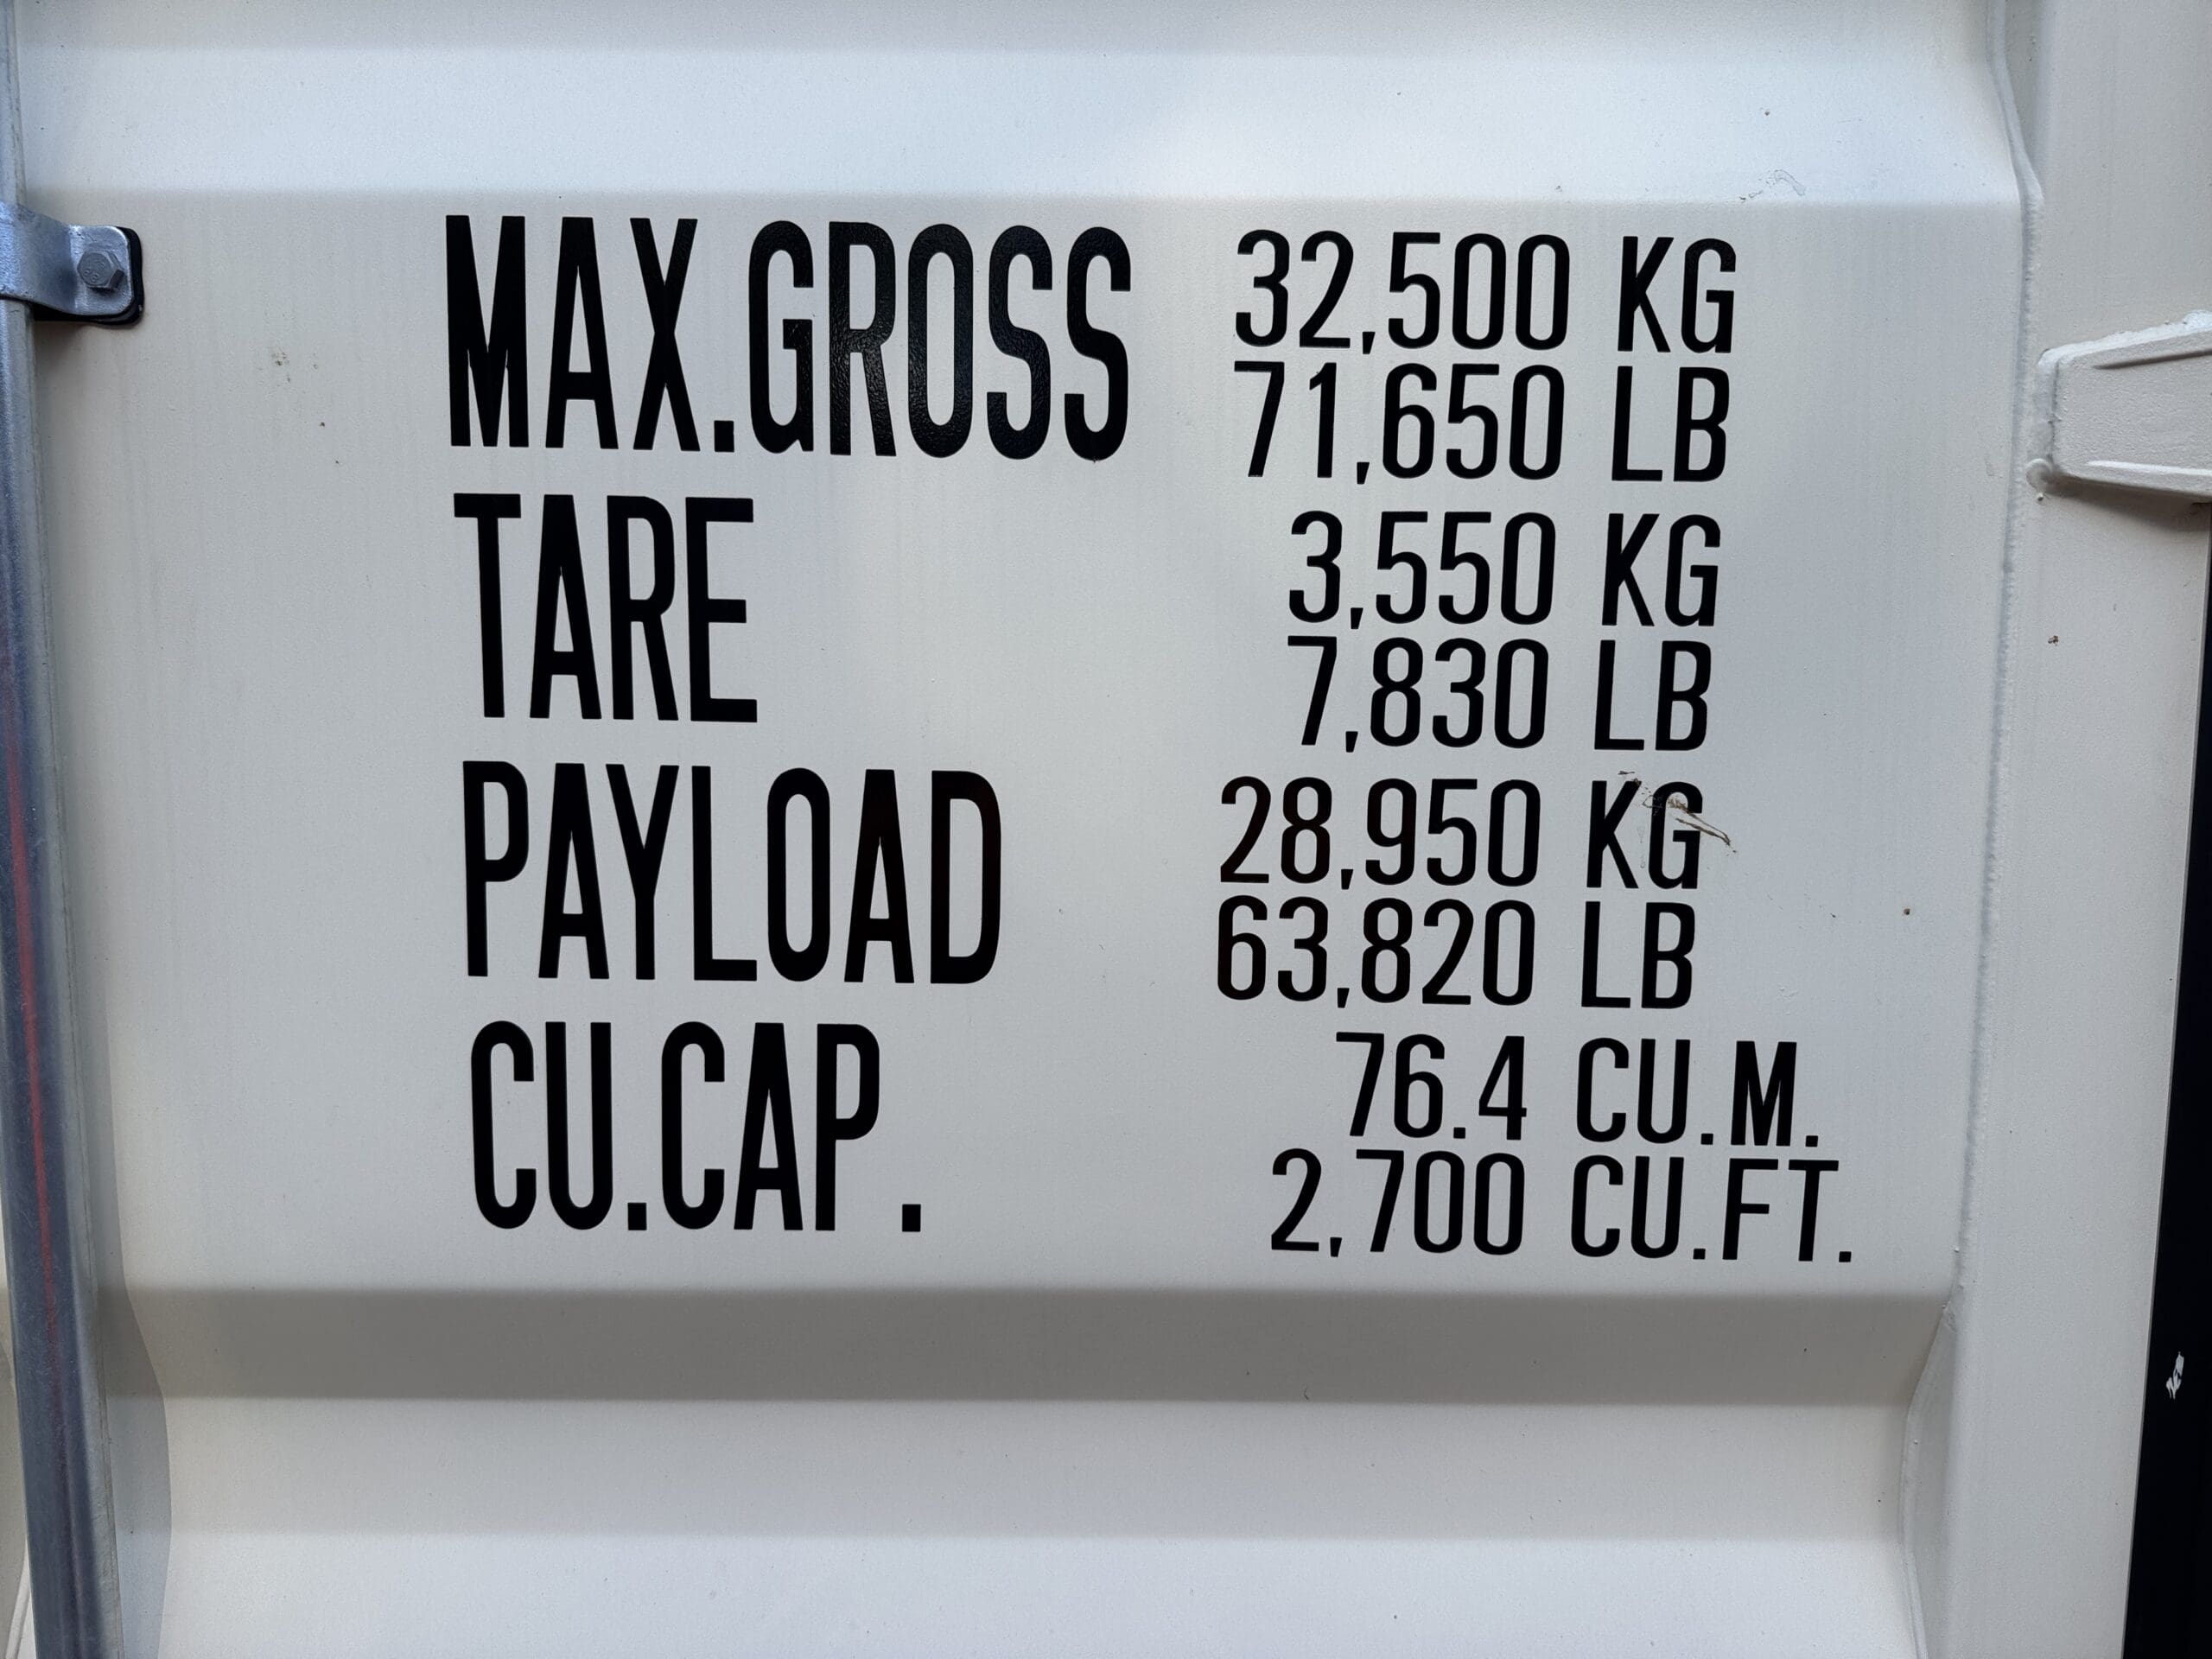 MAX.GROSS 32,500 KG
71,650 LB
TARE 3,550 KG
7,830 LB
PAYLOAD 28,950 KG
63,820 LB
CU.CAP. 76.4 CU.M.
2,700 CU.FT.